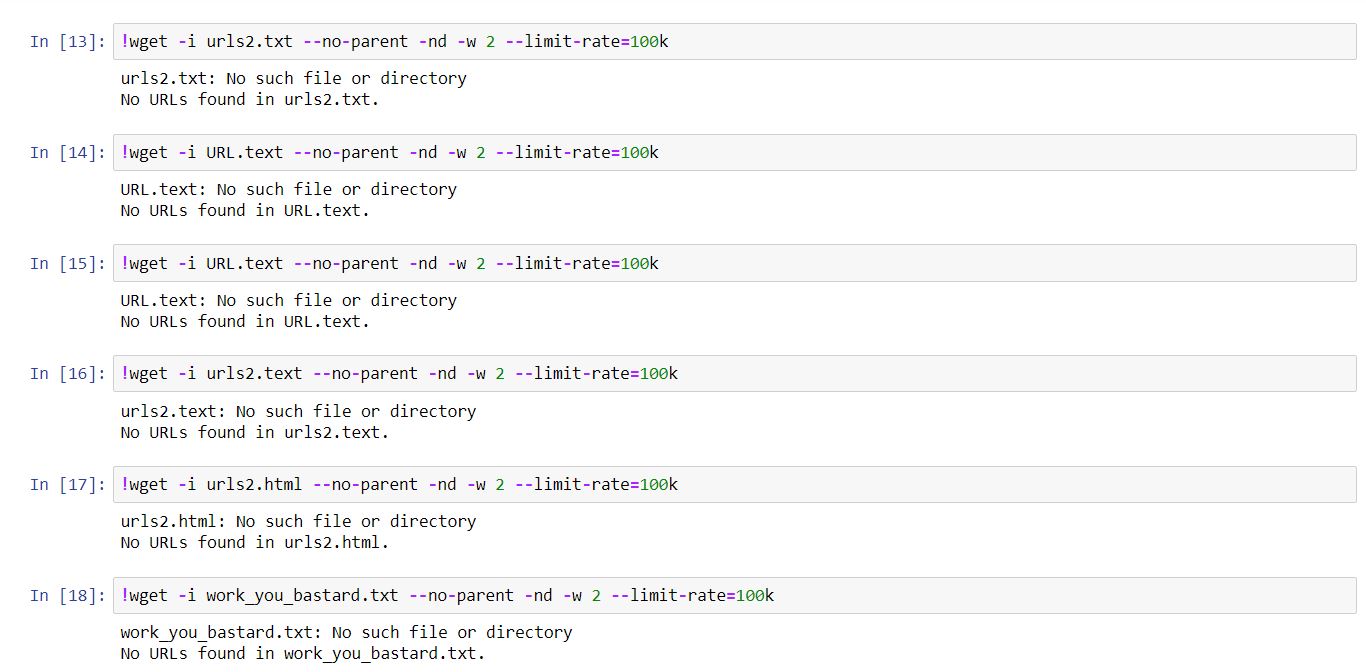 In [13]: !wget -i urls2.txt --no-parent -nd -w 2 --limit-rate=100k
urls2.txt: No such file or directory
No URLs found in urls2.txt.
In [14]: !wget -i URL.text --no-parent -nd -w 2 --limit-rate=100k
URL.text: No such file or directory
No URLs found in URL.text.
In [15]: !wget -i URL.text --no-parent -nd -w 2 --limit-rate=100k
URL.text: No such file or directory
No URLs found in URL.text.
In [16]: !wget -i urls2.text --no-parent -nd -w 2 --limit-rate=100k
urls2.text: No such file or directory
No URLs found in urls2.text.
In [17]: !wget -i urls2.html --no-parent -nd -w 2 --limit-rate=100k
urls2.html: No such file or directory
No URLs found in urls2.html.
In [18]: !wget -i work_you_bastard.txt --no-parent -nd -w 2 --limit-rate=100k
work_you_bastard.txt: No such file or directory
No URLs found in work_you_bastard.txt.